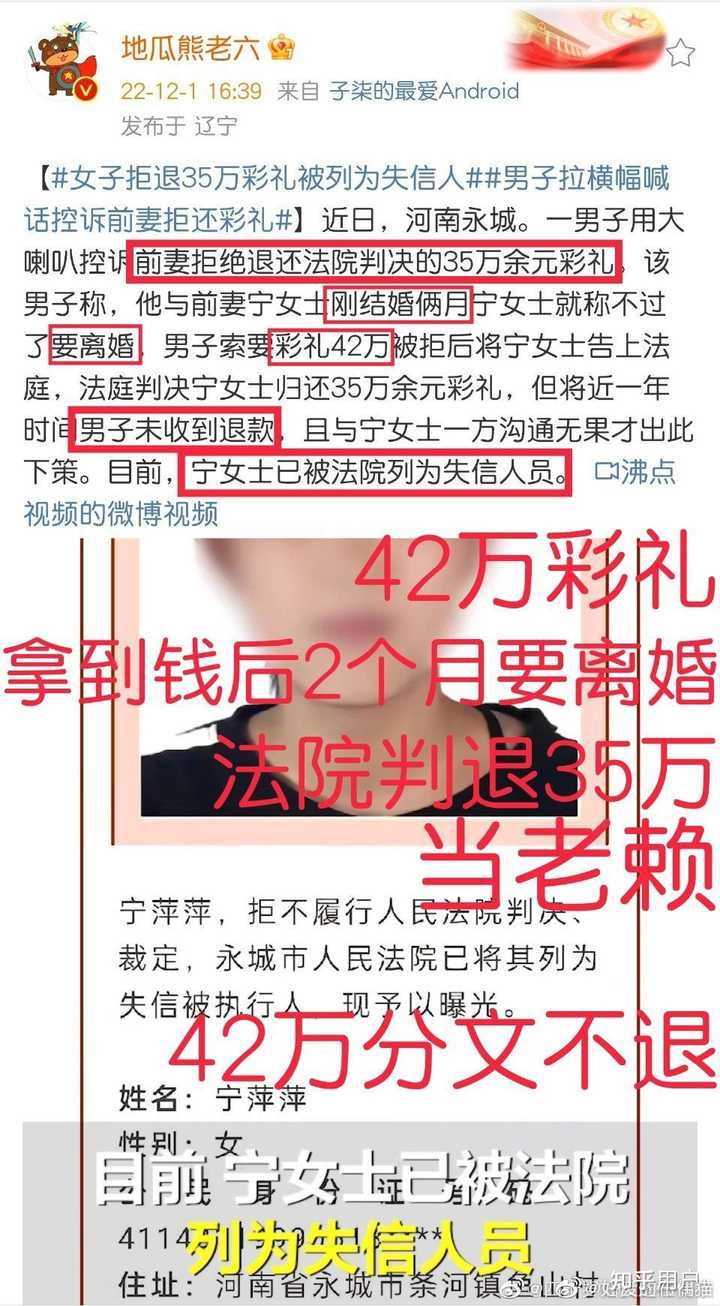 地瓜熊老六
22-12-1 16:39 来自 子柒的最爱Android
发布于 辽宁
【#女子拒退35万彩礼被列为失信人##男子拉横幅喊
话控诉前妻拒还彩礼#】近日，河南永城。一男子用大
喇叭控诉前妻拒绝退还法院判决的35万余元彩礼。该
男子称，他与前妻宁女士刚结婚俩月宁女士就称不过
了要离婚，男子索要彩礼42万被拒后将宁女士告上法
庭，法庭判决宁女士归还35万余元彩礼，但将近一年
时间男子未收到退款，且与宁女士一方沟通无果才出此
下策。目前，宁女士已被法院列为失信人员。沸点
视频的微博视频
42万彩礼
拿到钱后2个月要离婚
法院判退35万
当老赖
宁萍萍，拒不履行人民法院判决、
裁定，永城市人民法院已将其列为
失信被执行人，现予以曝光。
42万分文不退
姓名：宁萍萍
性别：女
目前 宁女士已被法院
列为失信人员
住址：河南省永城市条河镇
知乎用户